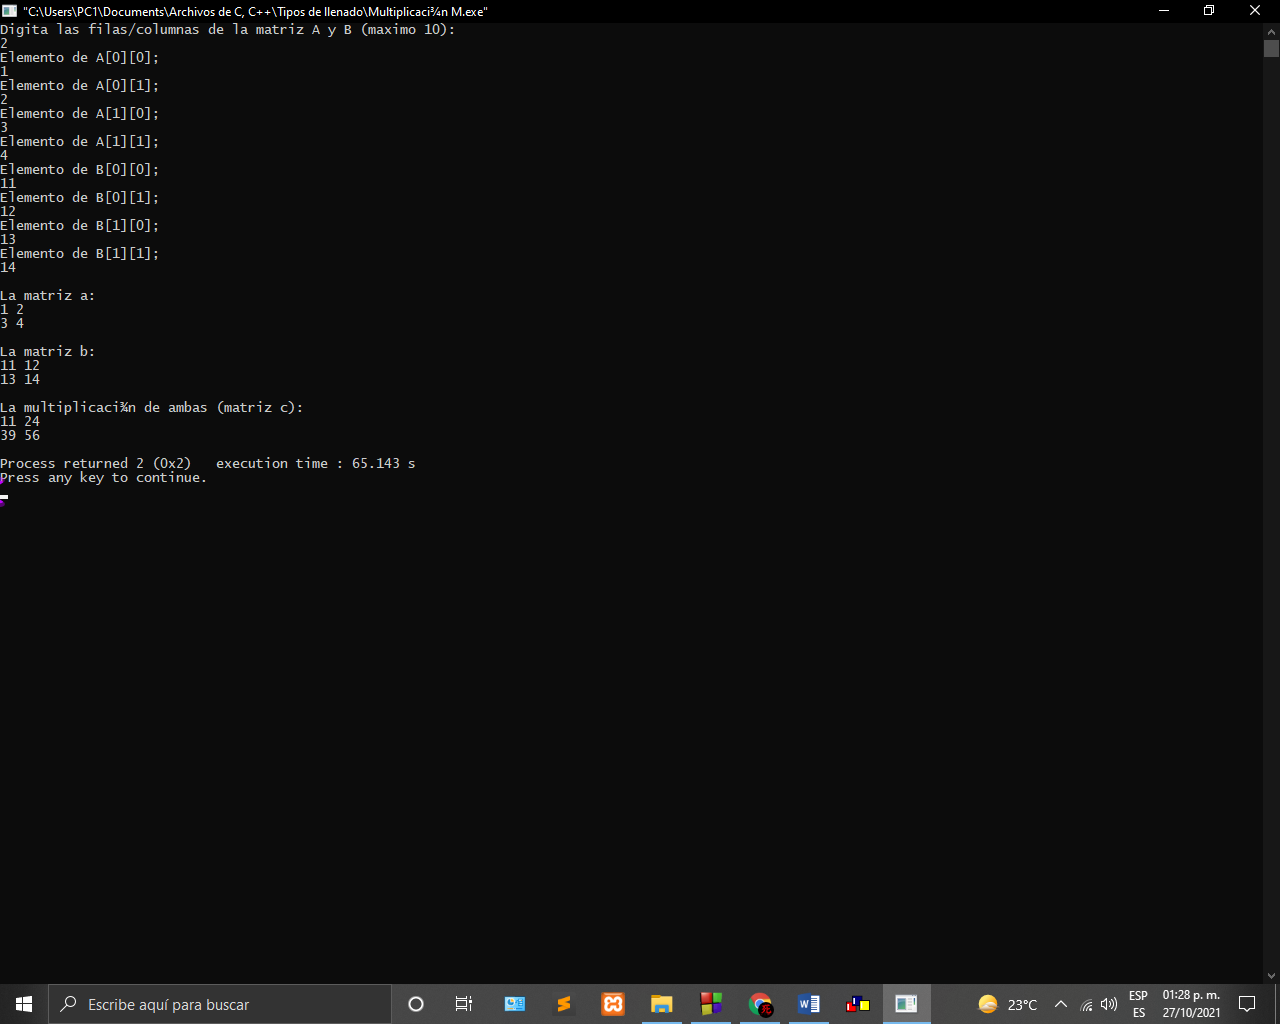 "C:\Users\PC1\Documents\Archivos de C, C++\Tipos de llenado\Multiplicaci¾n M.exe"
Digita las filas/columnas de la matriz A y B (maximo 10):
2
Elemento de A[0][0];
1
Elemento de A[0][1];
2
Elemento de A[1][0];
3
Elemento de A[1][1];
4
Elemento de B[0][0];
11
Elemento de B[0][1];
12
Elemento de B[1][0];
13
Elemento de B[1][1];
14
La matriz a:
1 2
3 4
La matriz b:
11 12
13 14
La multiplicaci¾n de ambas (matriz c):
11 24
39 56
Process returned 2 (0x2)   execution time : 65.143 s
Press any key to continue.
Escribe aquí para buscar
23°C
ESP
ES
01:28 p. m.
27/10/2021